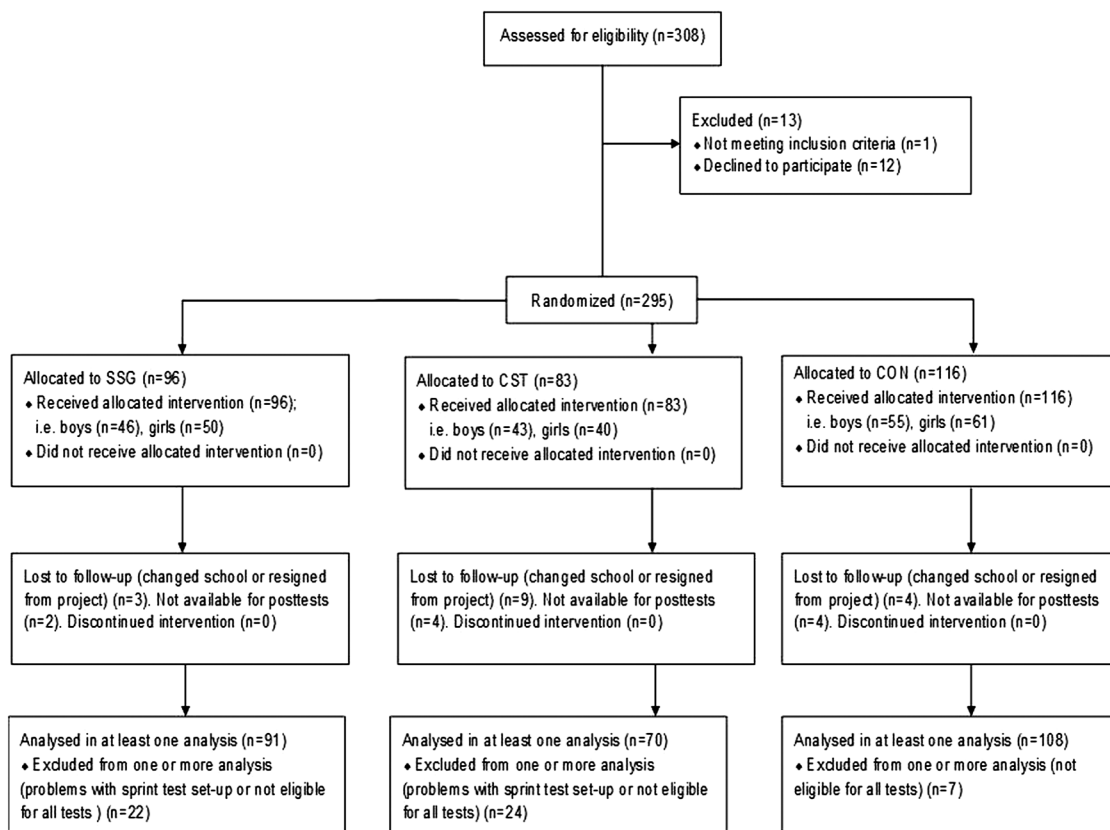 Assessed for eligibility (n=308)
Excluded (n=13)
◆ Not meeting inclusion criteria (n=1)
◆ Declined to participate (n=12)
Randomized (n=295)
Allocated to SSG (n=96)
◆ Received allocated intervention (n=96);
i.e. boys (n=46), girls (n=50)
◆ Did not receive allocated intervention (n=0)
Allocated to CST (n=83)
◆ Received allocated intervention (n=83)
i.e. boys (n=43), girls (n=40)
◆ Did not receive allocated intervention (n=0)
Allocated to CON (n=116)
◆ Received allocated intervention (n=116)
i.e. boys (n=55), girls (n=61)
◆ Did not receive allocated intervention (n=0)
Lost to follow-up (changed school or resigned
from project) (n=3). Not available for posttests
(n=2). Discontinued intervention (n=0)
Lost to follow-up (changed school or resigned
from project) (n=9). Not available for posttests
(n=4). Discontinued intervention (n=0)
Lost to follow-up (changed school or resigned
from project) (n=4). Not available for posttests
(n=4). Discontinued intervention (n=0)
Analysed in at least one analysis (n=91)
◆ Excluded from one or more analysis
(problems with sprint test set-up or not eligible
for all tests ) (n=22)
Analysed in at least one analysis (n=70)
◆ Excluded from one or more analysis
(problems with sprint test set-up or not eligible
for all tests) (n=24)
Analysed in at least one analysis (n=108)
◆ Excluded from one or more analysis (not
eligible for all tests) (n=7)